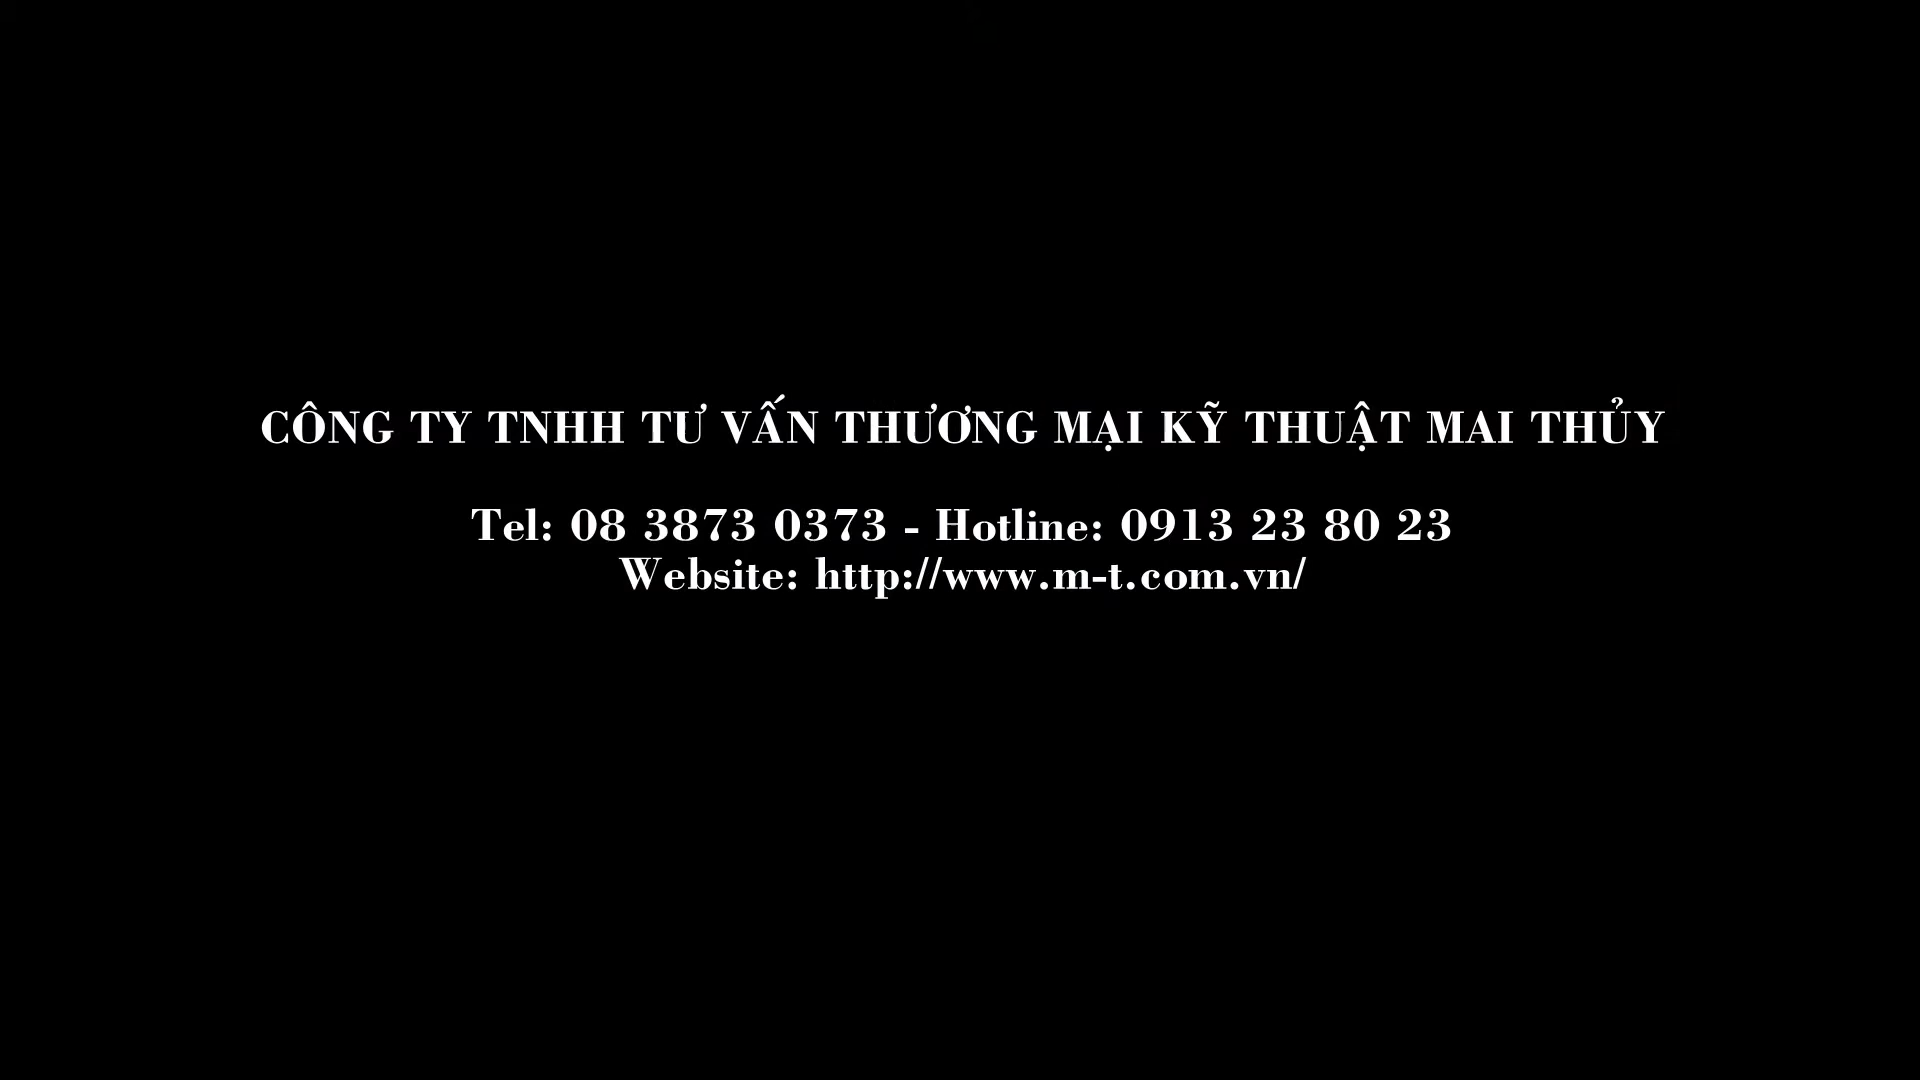 CÔNG TY TNHH TƯ VẤN THƯƠNG MẠI KỸ THUẬT MAI THỦY
Tel: 08 3873 0373 - Hotline: 0913 23 80 23
Website: http://www.m-t.com.vn/